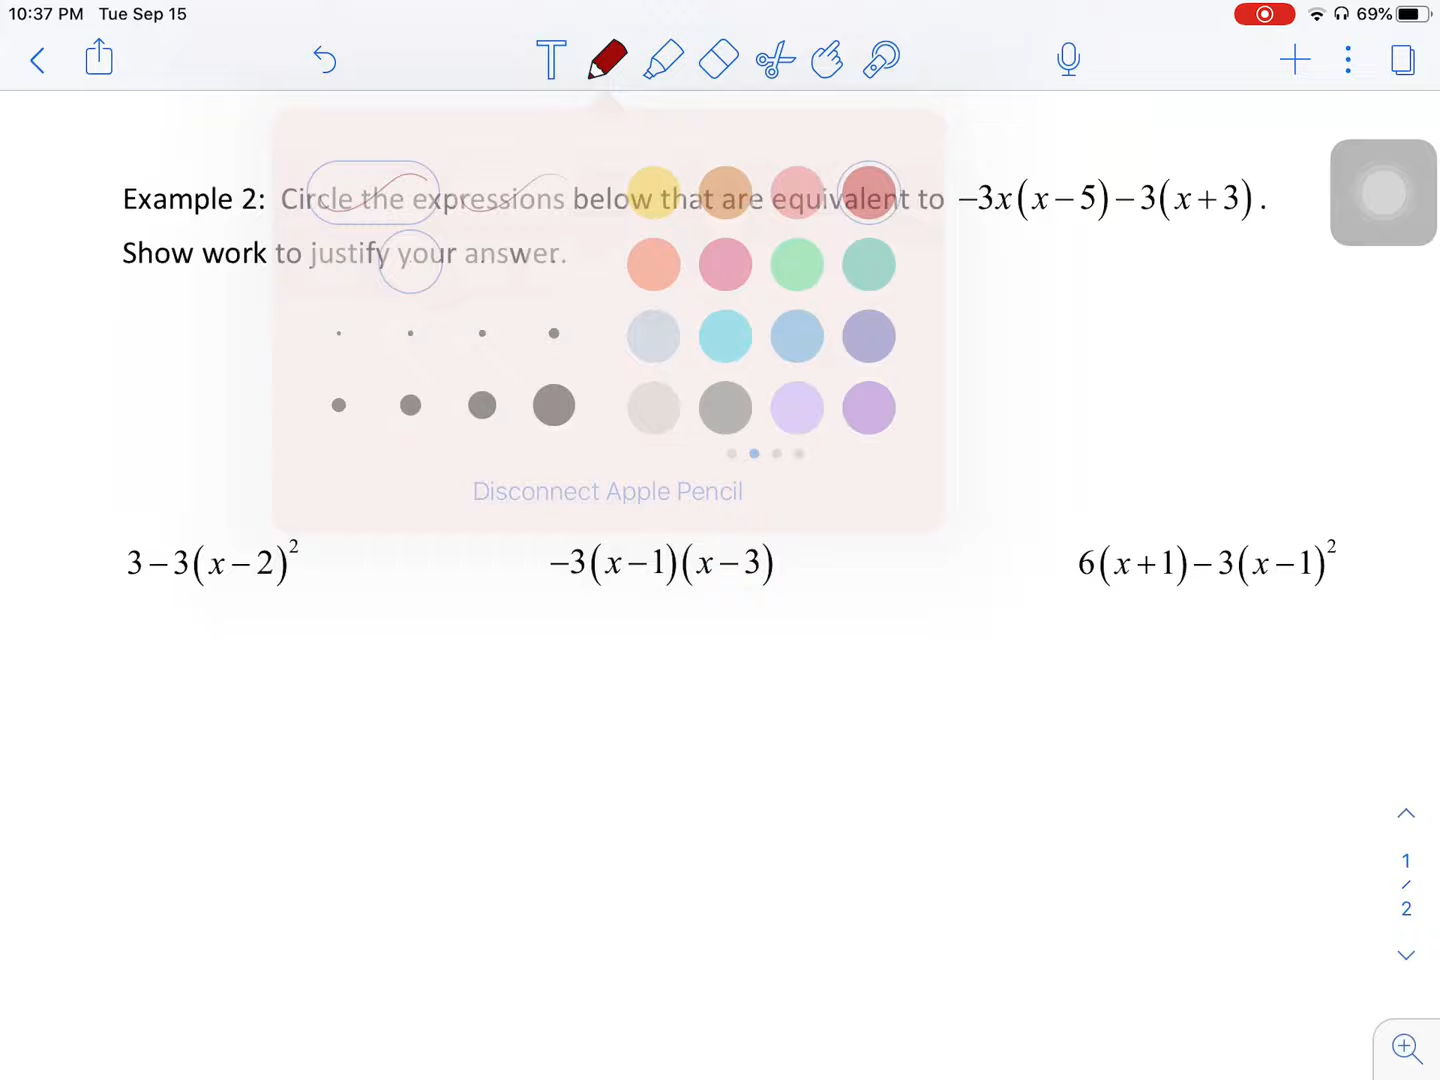 10:37 PM Tue Sep 15
69%
T
Example 2: Circle the expressions below that are equivalent to −3x(x−5)−3(x+3).
Show work to justify your answer.
Disconnect Apple Pencil
3−3(x−2)² −3(x−1)(x−3) 6(x+1)−3(x−1)²
1
/
2